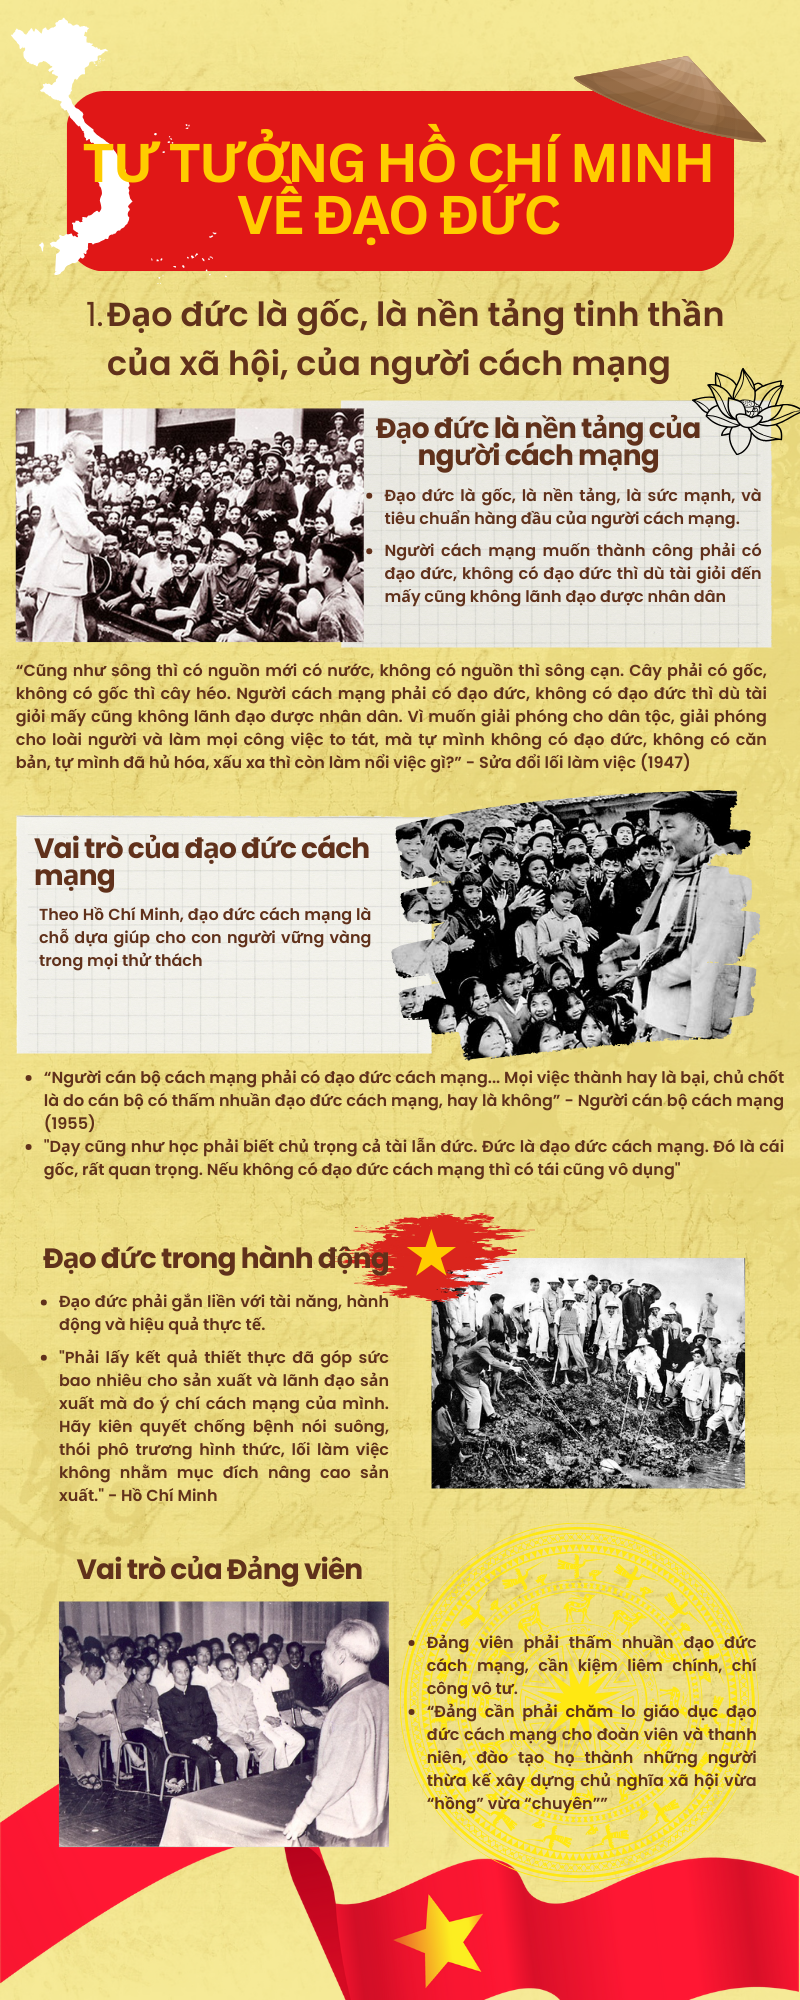 TƯ TƯỞNG HỒ CHÍ MINH
VỀ ĐẠO ĐỨC
1. Đạo đức là gốc, là nền tảng tinh thần
của xã hội, của người cách mạng
Đạo đức là nền tảng của
người cách mạng
• Đạo đức là gốc, là nền tảng, là sức mạnh, và
tiêu chuẩn hàng đầu của người cách mạng.
• Người cách mạng muốn thành công phải có
đạo đức, không có đạo đức thì dù tài giỏi đến
mấy cũng không lãnh đạo được nhân dân
“Cũng như sông thì có nguồn mới có nước, không có nguồn thì sông cạn. Cây phải có gốc,
không có gốc thì cây héo. Người cách mạng phải có đạo đức, không có đạo đức thì dù tài
giỏi mấy cũng không lãnh đạo được nhân dân. Vì muốn giải phóng cho dân tộc, giải phóng
cho loài người và làm mọi công việc to tát, mà tự mình không có đạo đức, không có căn
bản, tự mình đã hủ hóa, xấu xa thì còn làm nổi việc gì?” - Sửa đổi lối làm việc (1947)
Vai trò của đạo đức cách
mạng
Theo Hồ Chí Minh, đạo đức cách mạng là
chỗ dựa giúp cho con người vững vàng
trong mọi thử thách
• “Người cán bộ cách mạng phải có đạo đức cách mạng... Mọi việc thành hay là bại, chủ chốt
là do cán bộ có thấm nhuần đạo đức cách mạng, hay là không” - Người cán bộ cách mạng
(1955)
• "Dạy cũng như học phải biết chú trọng cả tài lẫn đức. Đức là đạo đức cách mạng. Đó là cái
gốc, rất quan trọng. Nếu không có đạo đức cách mạng thì có tái cũng vô dụng"
Đạo đức trong hành động
• Đạo đức phải gắn liền với tài năng, hành
động và hiệu quả thực tế.
• "Phải lấy kết quả thiết thực đã góp sức
bao nhiêu cho sản xuất và lãnh đạo sản
xuất mà đo ý chí cách mạng của mình.
Hãy kiên quyết chống bệnh nói suông,
thói phô trương hình thức, lối làm việc
không nhằm mục đích nâng cao sản
xuất." - Hồ Chí Minh
Vai trò của Đảng viên
• Đảng viên phải thấm nhuần đạo đức
cách mạng, cần kiệm liêm chính, chí
công vô tư.
• “Đảng cần phải chăm lo giáo dục đạo
đức cách mạng cho đoàn viên và thanh
niên, đào tạo họ thành những người
thừa kế xây dựng chủ nghĩa xã hội vừa
“hồng” vừa “chuyên””